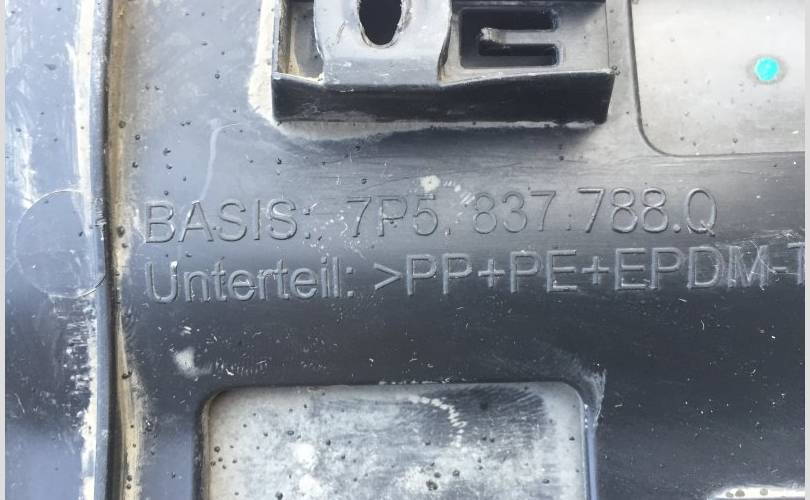 BASIS: 7P5.837.788.Q
Unterteil: >PP+PE+EPDM-T